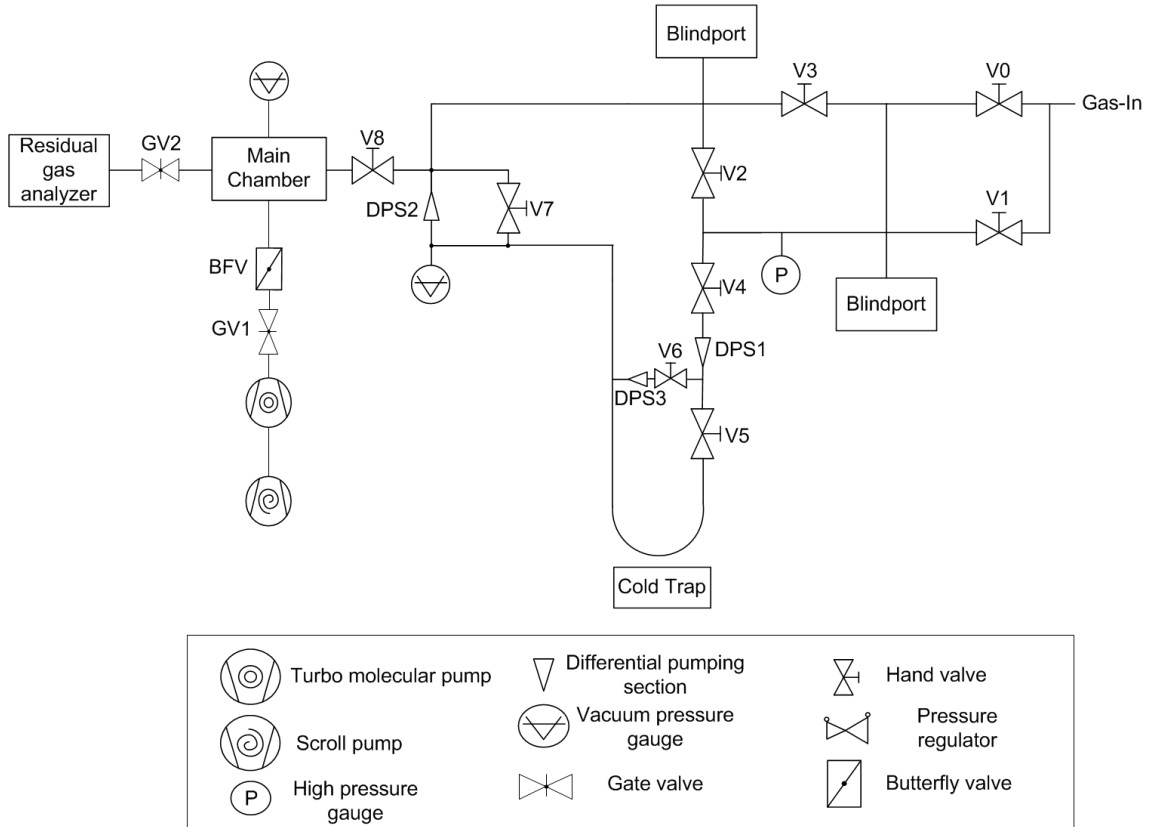 Blindport
V3
V0
Gas-In
Residual
gas
analyzer
GV2
Main
Chamber
V8
V2
DPS2
V7
V1
BFV
P
V4
Blindport
GV1
V6
DPS1
DPS3
V5
Cold Trap
Turbo molecular pump
Differential pumping
section
Hand valve
Scroll pump
Vacuum pressure
gauge
Pressure
regulator
P
High pressure
gauge
Gate valve
Butterfly valve